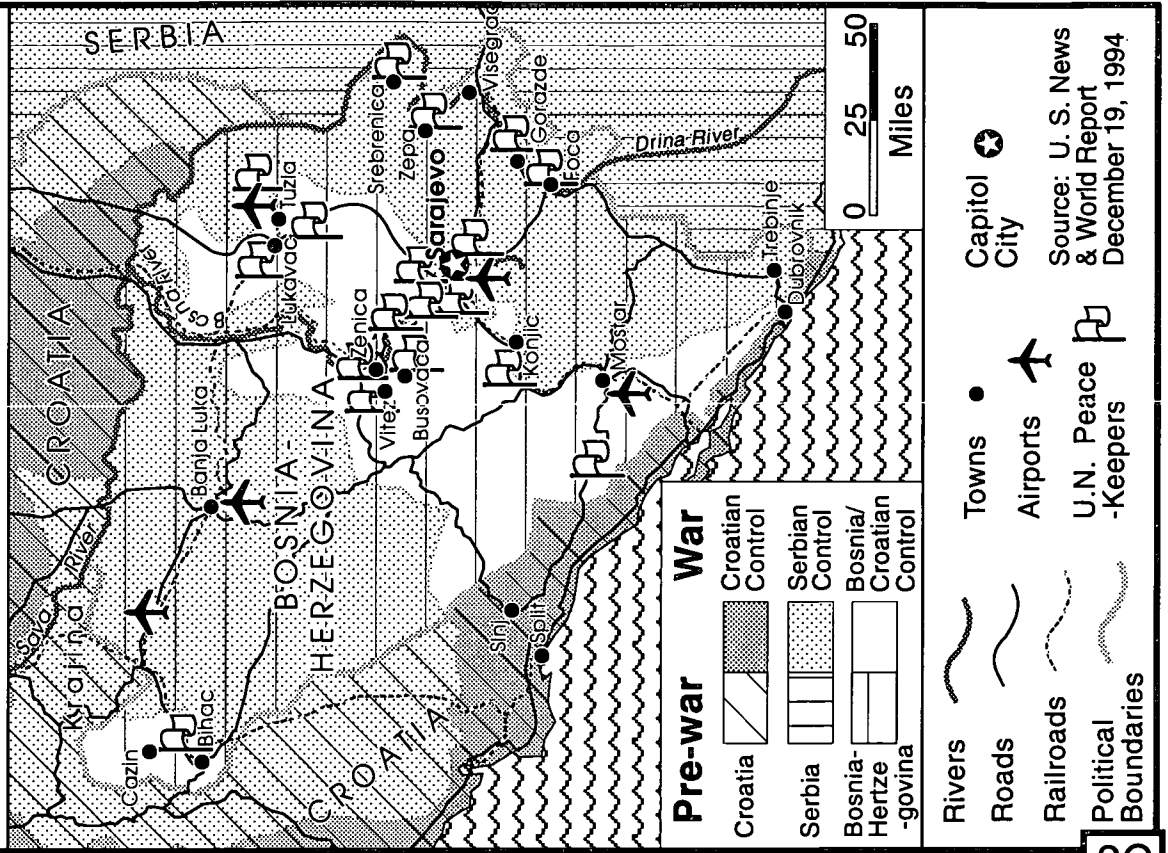 SERBIA
CROATIA
Sava River
Krajina
Bosna River
Banja Luka
Cazin
Bihac
BOSNIA-
HERZEGOVINA
CROATIA
Lukavac
Tuzla
Srebrenica
Zepa
Visegrad
Gorazde
Foca
Sarajevo
Zenica
Vitez
Busovaca
Konjic
Mostar
Drina River
Trebine
Dubrovnik
Sinj
Split
0 25 50
Miles
Pre-war War
Croatia
Croatian
Control
Serbia
Serbian
Control
Bosnia-
Hertze
-govina
Bosnia/
Croatian
Control
Rivers
Roads
Railroads
Political
Boundaries
Towns
Airports
U.N. Peace
-Keepers
Capitol
City
Source: U. S. News
& World Report
December 19, 1994